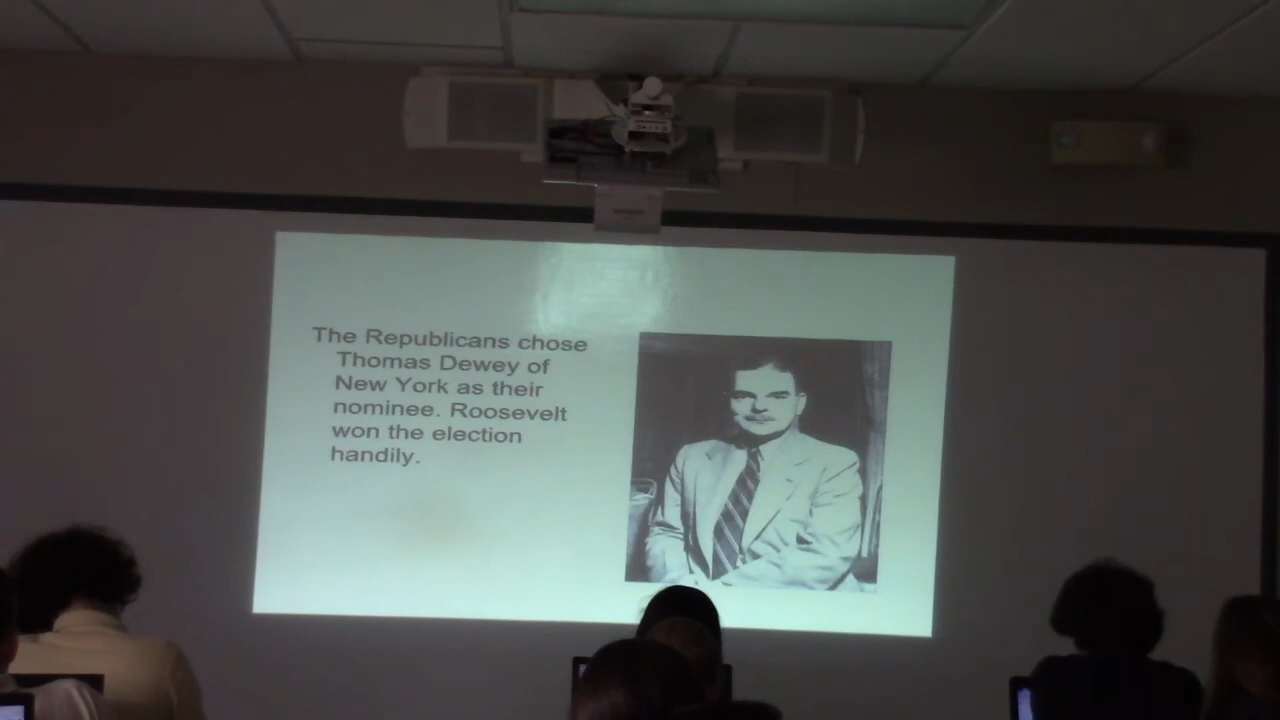 The Republicans chose
Thomas Dewey of
New York as their
nominee. Roosevelt
won the election
handily.